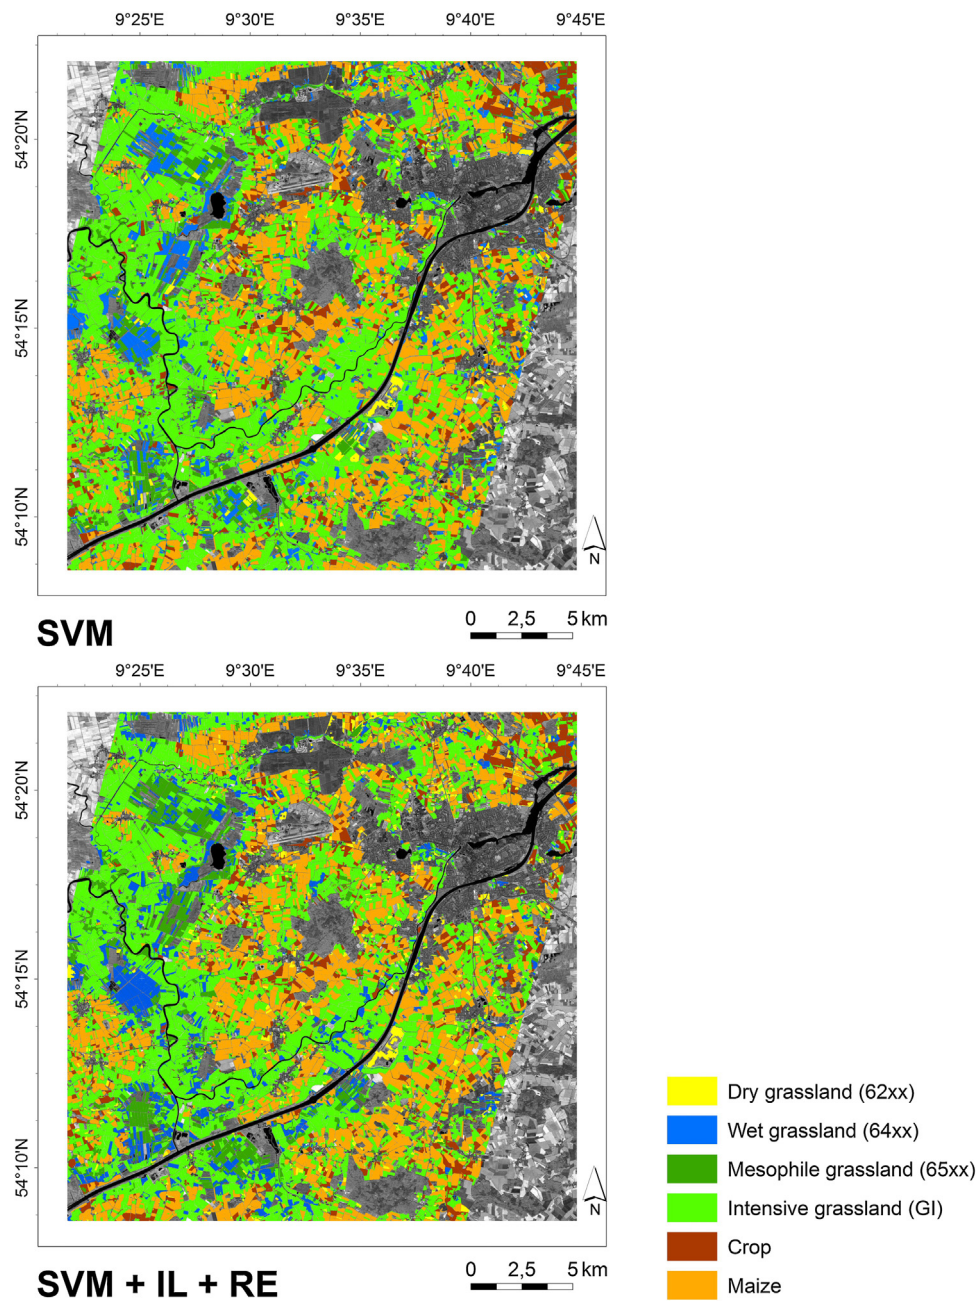 9°25'E 9°30'E 9°35'E 9°40'E 9°45'E
54°20'N
54°15'N
54°10'N
N
SVM
0 2,5 5 km
9°25'E 9°30'E 9°35'E 9°40'E 9°45'E
54°20'N
54°15'N
54°10'N
N
SVM + IL + RE
0 2,5 5 km
Dry grassland (62xx)
Wet grassland (64xx)
Mesophile grassland (65xx)
Intensive grassland (GI)
Crop
Maize